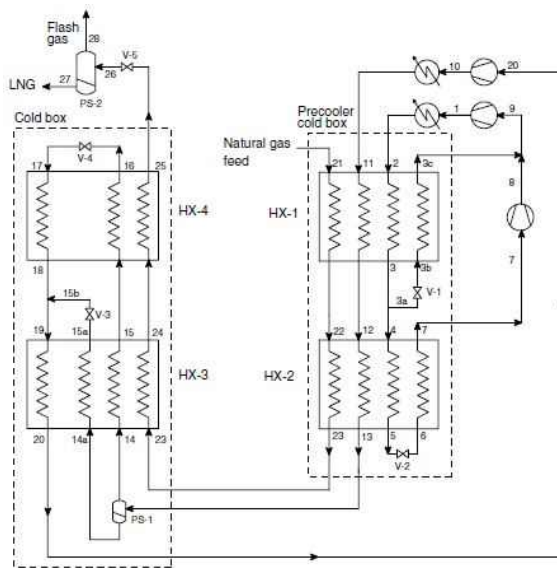 Flash
gas
28
V-5
26
LNG
27
PS-2
10
20
1
9
Cold box
Precooler
cold box
V-4
Natural gas
feed
17
16
25
21
11
2
3c
8
HX-4
HX-1
7
18
3
3b
15b
V-3
V-1
3a
19
15a
15
24
22
12
4
7
HX-3
HX-2
20
14a
14
23
23
13
5
6
V-2
PS-1